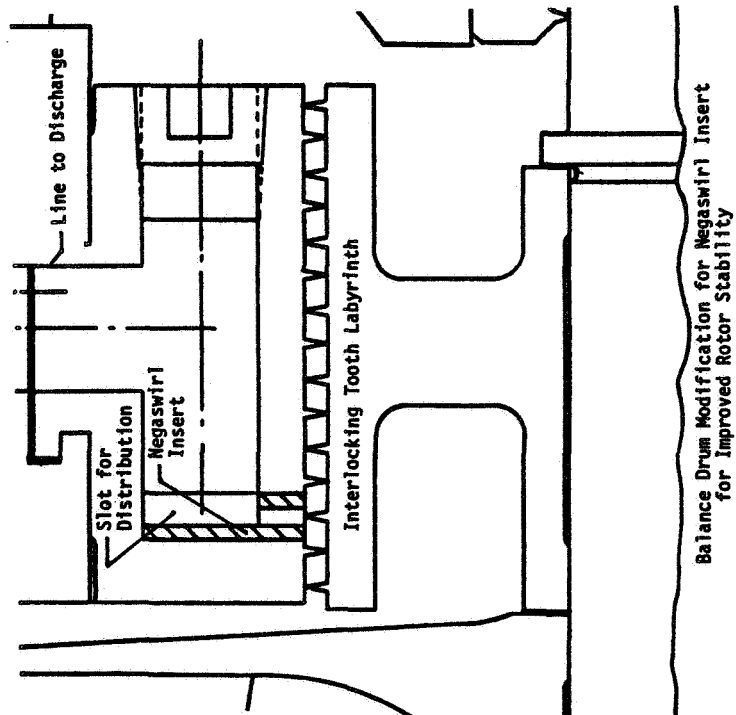 Line to Discharge
Slot for
Distribution
Negaswirl
Insert
Interlocking Tooth Labyrinth
Balance Drum Modification for Negaswirl Insert
for Improved Rotor Stability